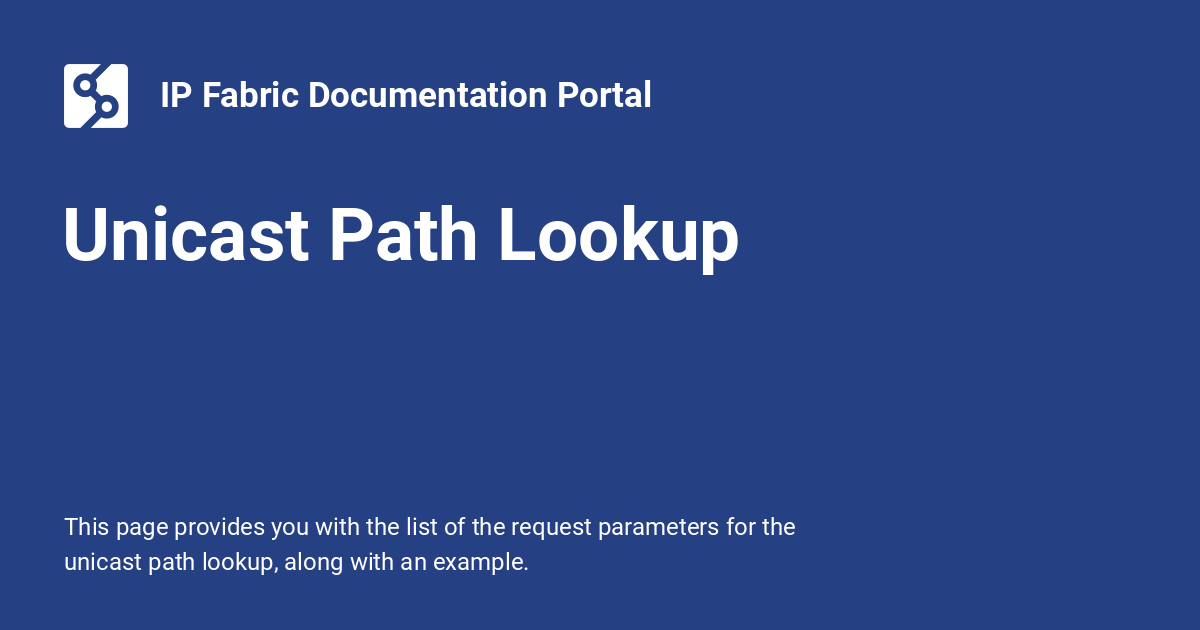 IP Fabric Documentation Portal
Unicast Path Lookup
This page provides you with the list of the request parameters for the
unicast path lookup, along with an example.